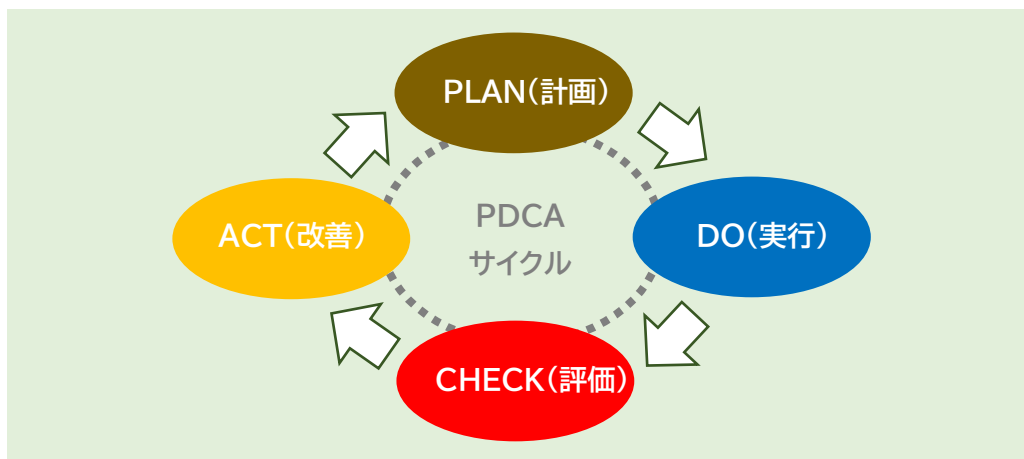 PLAN(計画)
PDCA
サイクル
ACT(改善)
DO(実行)
CHECK(評価)